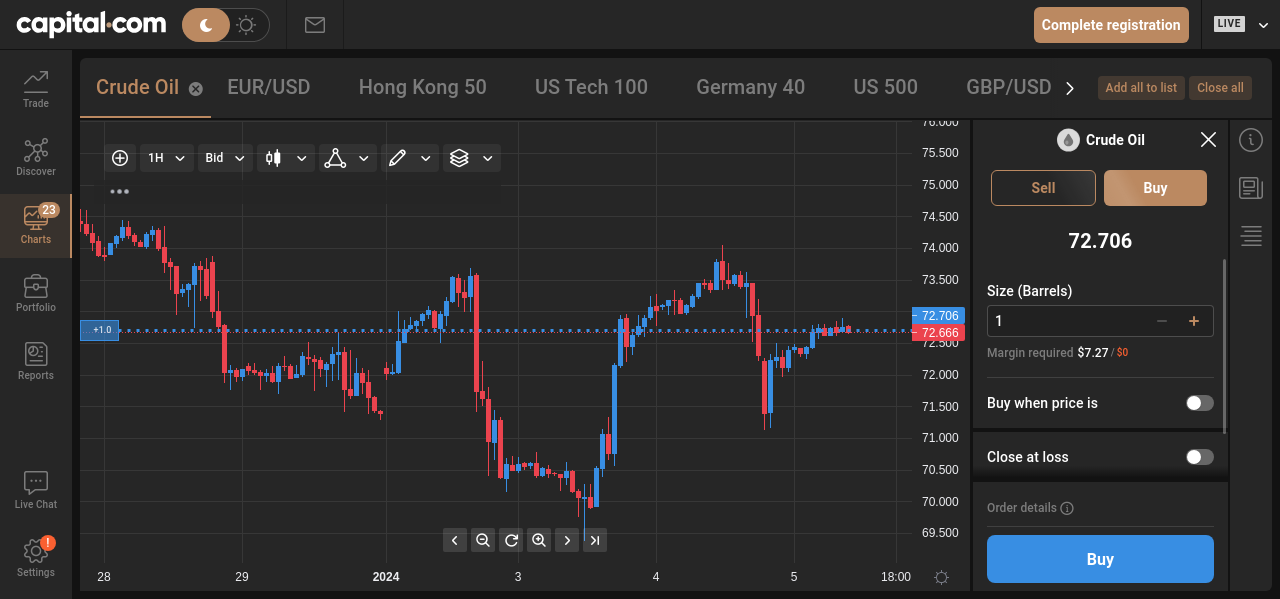 capital.com
Complete registration
LIVE
Trade
Discover
23
Charts
Portfolio
Reports
Live Chat
!
Settings
Crude Oil
EUR/USD
Hong Kong 50
US Tech 100
Germany 40
US 500
GBP/USD
Add all to list
Close all
1H
Bid
+1.0
76.000
75.500
75.000
74.500
74.000
73.500
72.706
72.666
72.500
72.000
71.500
71.000
70.500
70.000
69.500
28
29
2024
3
4
5
18:00
Crude Oil
Sell
Buy
72.706
Size (Barrels)
1
Margin required $7.27 / $0
Buy when price is
Close at loss
Order details
Buy